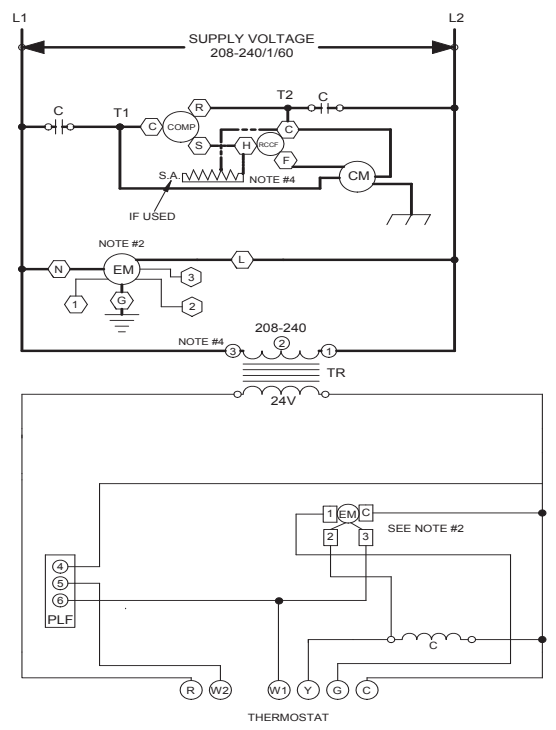 L1
L2
SUPPLY VOLTAGE
208-240/1/60
C
T1
T2
C
C
COMP
R
S
H
RCCF
C
F
CM
S.A.
NOTE #4
IF USED
NOTE #2
N
EM
L
3
1
G
2
208-240
NOTE #4
3
2
1
TR
24V
1
EM
C
SEE NOTE #2
2
3
4
5
6
PLF
C
R
W2
W1
Y
G
C
THERMOSTAT